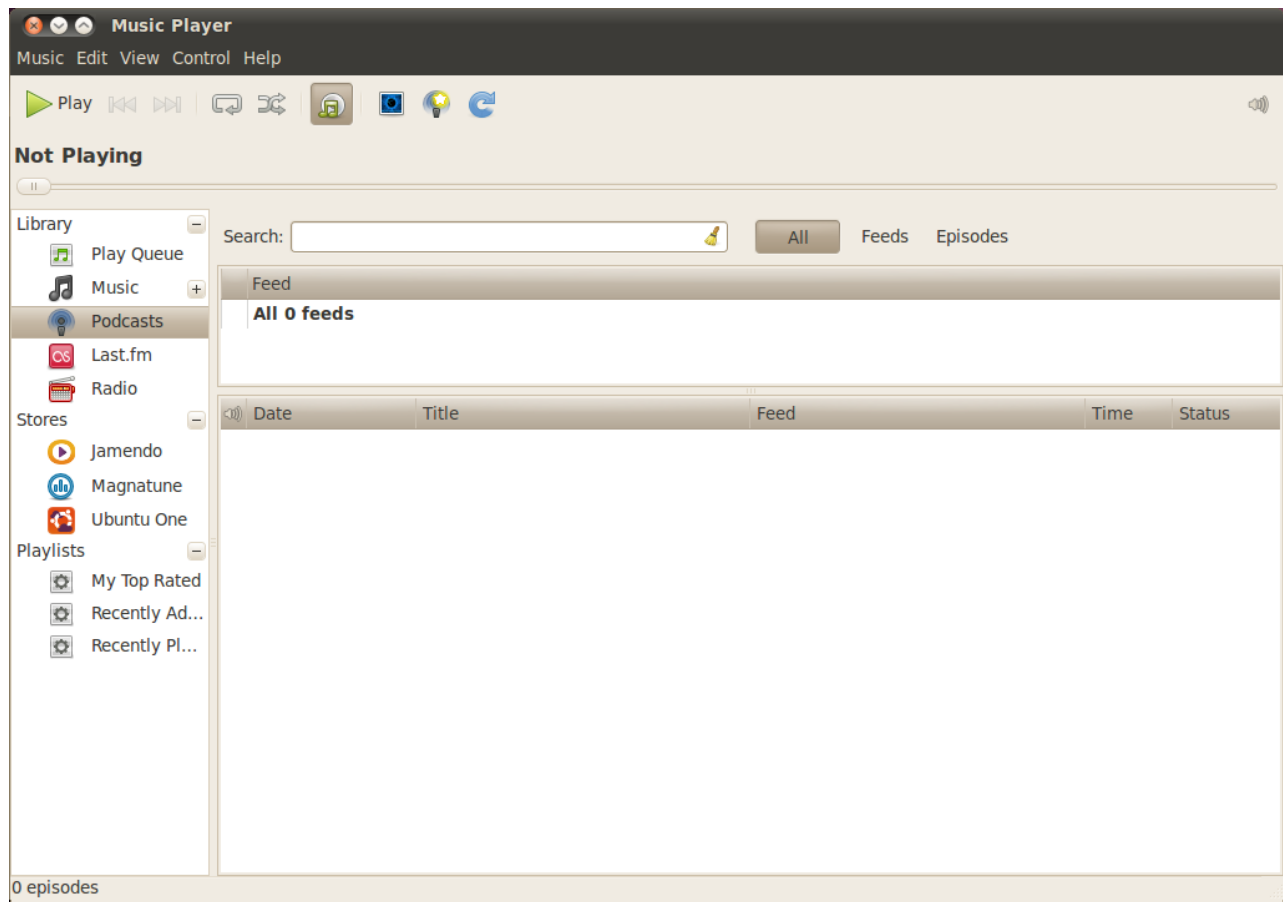 Music Player
Music Edit View Control Help
Play
Not Playing
Library
Play Queue
Music
Podcasts
Last.fm
Radio
Stores
Jamendo
Magnatune
Ubuntu One
Playlists
My Top Rated
Recently Ad...
Recently Pl...
Search: All Feeds Episodes
Feed
All 0 feeds
Date Title Feed Time Status
0 episodes